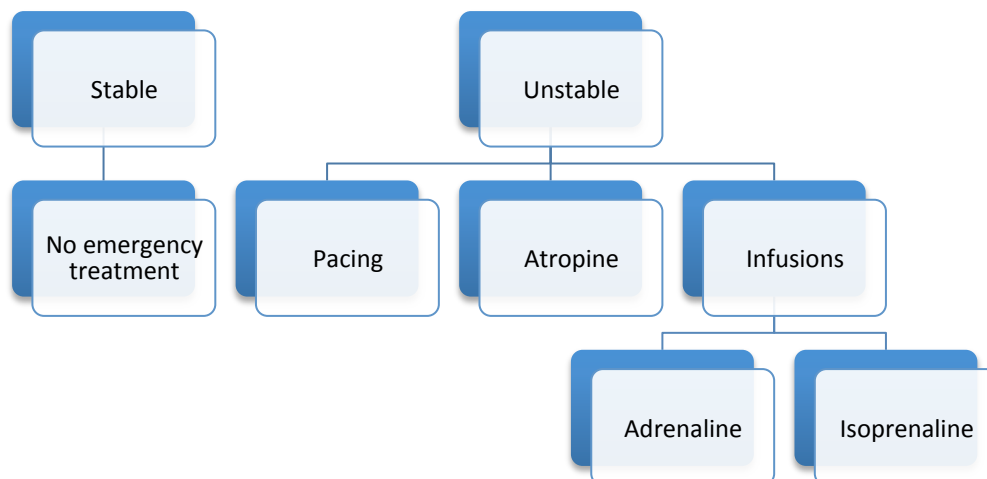 Stable
Unstable
No emergency
treatment
Pacing
Atropine
Infusions
Adrenaline
Isoprenaline